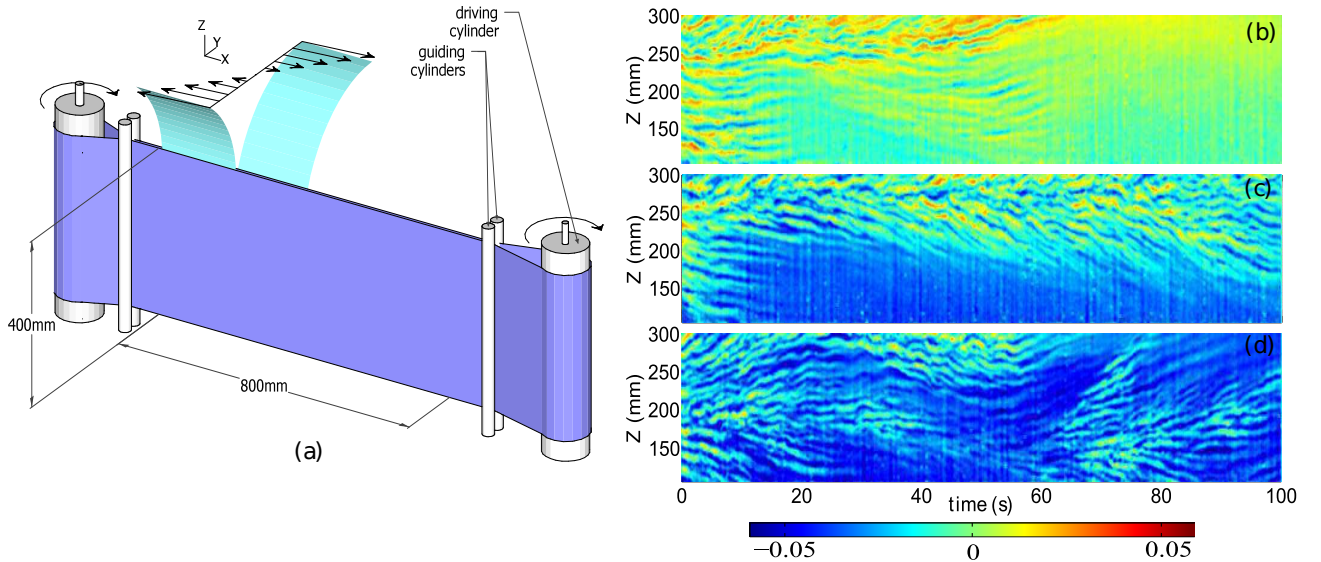 driving
cylinder
guiding
cylinders
Z
Y
X
400mm
800mm
(a)
300
250
200
150
Z (mm)
(b)
300
250
200
150
Z (mm)
(c)
300
250
200
150
Z (mm)
(d)
0 20 40 60 80 100
time (s)
−0.05 0 0.05